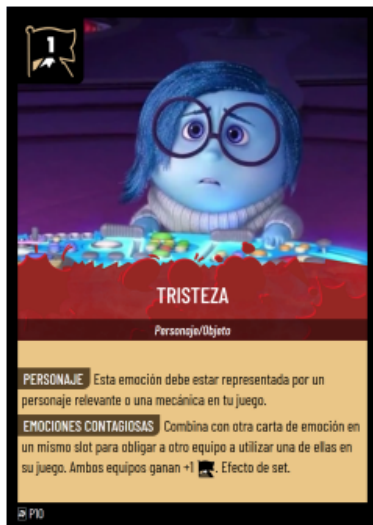 1
TRISTEZA
Personaje/Objeto
PERSONAJE Esta emoción debe estar representada por un
personaje relevante o una mecánica en tu juego.
EMOCIONES CONTAGIOSAS Combina con otra carta de emoción en
un mismo slot para obligar a otro equipo a utilizar una de ellas en
su juego. Ambos equipos ganan +1 . Efecto de set.
P10